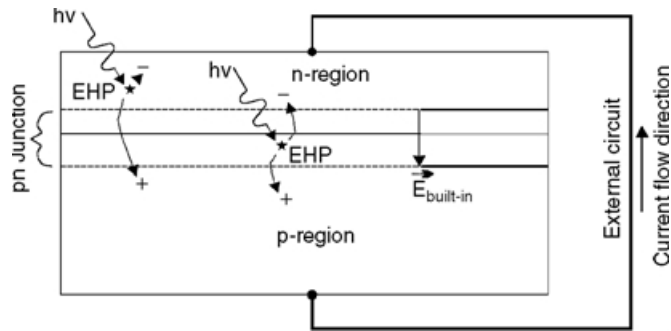 hν
hν
n-region
EHP
−
pn Junction
EHP
E built-in
+
+
p-region
External circuit
Current flow direction